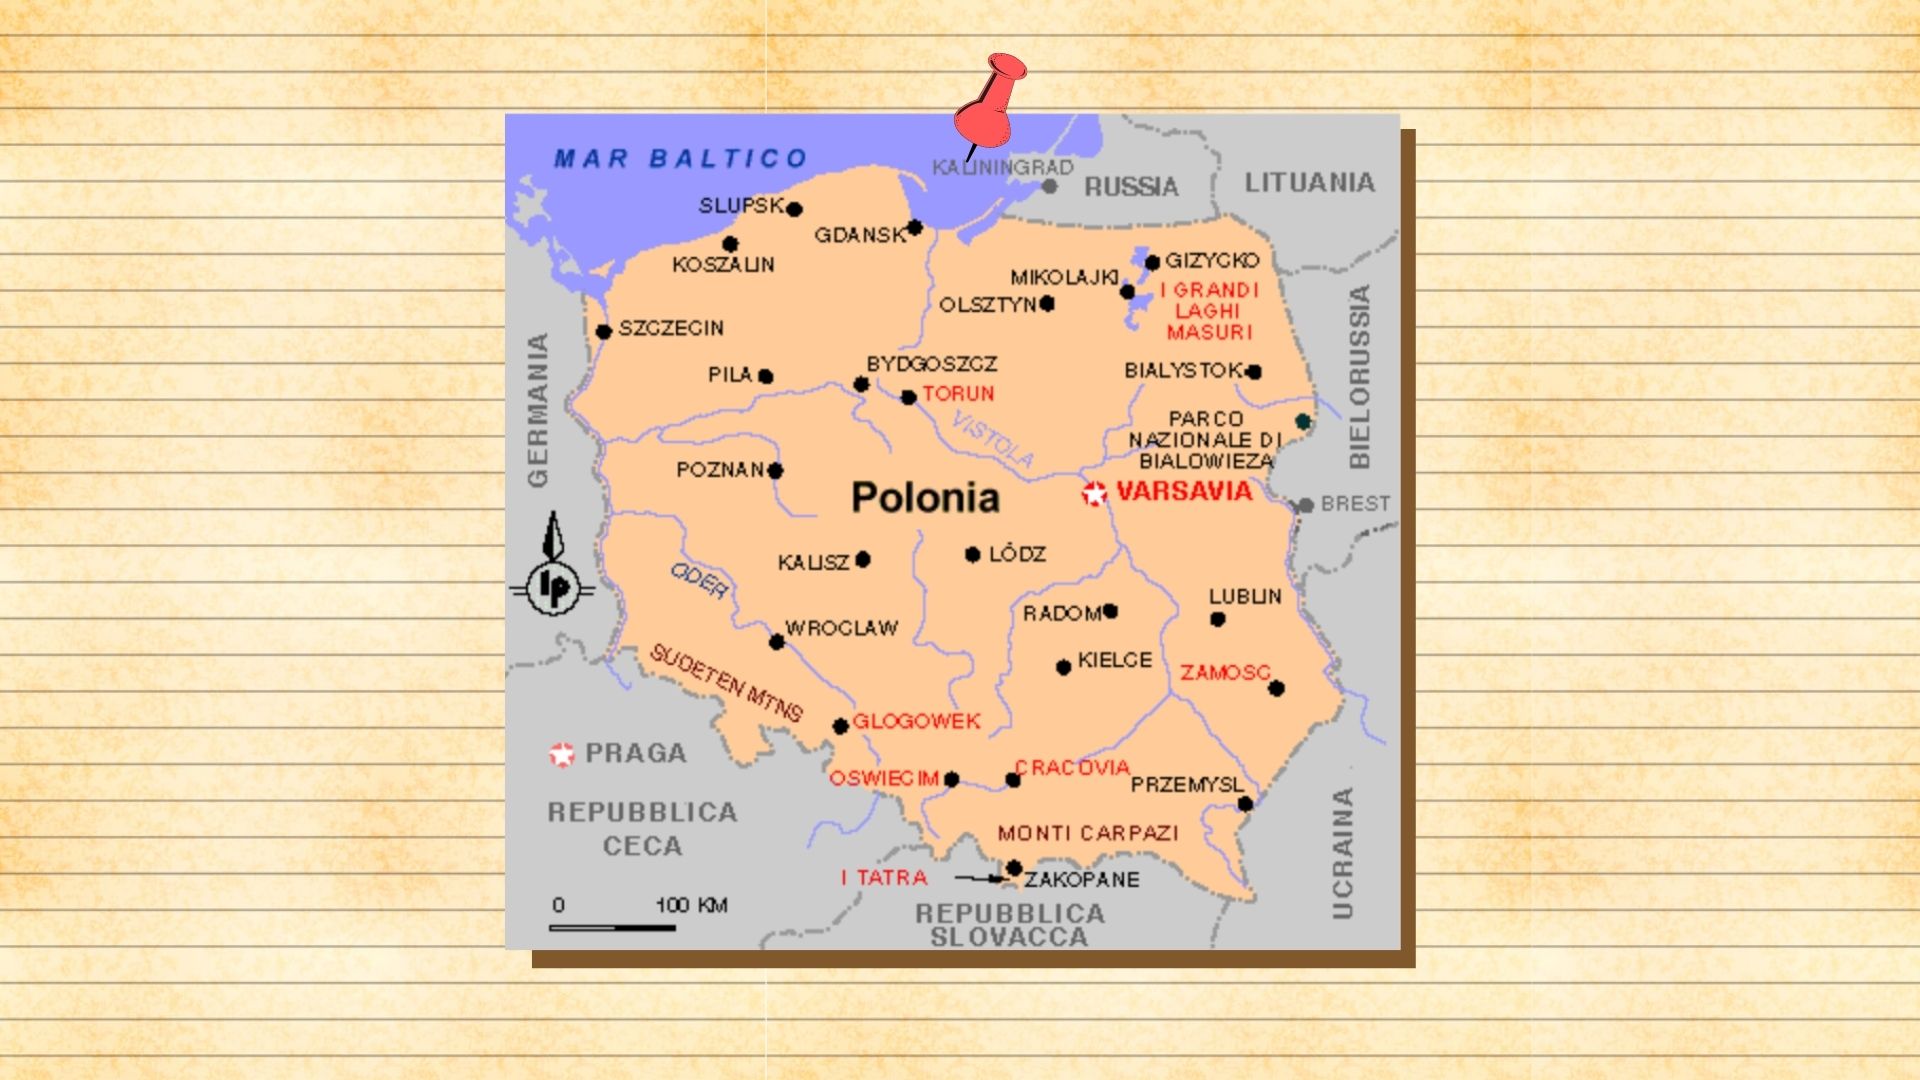 MAR BALTICO
KALININGRAD
RUSSIA
LITUANIA
SLUPSK
GDANSK
KOSZALIN
GIZYCKO
MIKOLAJKI
I GRANDI
LAGHI
MASURI
OLSZTYN
SZCZECIN
GERMANIA
BIELORUSSIA
PILA
BYDGOSZCZ
TORUN
BIALYSTOK
VISTOLA
PARCO
NAZIONALE DI
BIALOWIEZA
POZNAN
Polonia
VARSAVIA
BREST
KALISZ
LÓDZ
lp
ODER
RADOM
LUBLIN
WROCLAW
KIELCE
ZAMOSC
SUDETEN MTNS
GLOGOWEK
PRAGA
OSWIECIM
CRACOVIA
PRZEMYSL
REPUBBLICA
CECA
MONTI CARPAZI
UCRAINA
I TATRA
ZAKOPANE
0 100 KM
REPUBBLICA
SLOVACCA